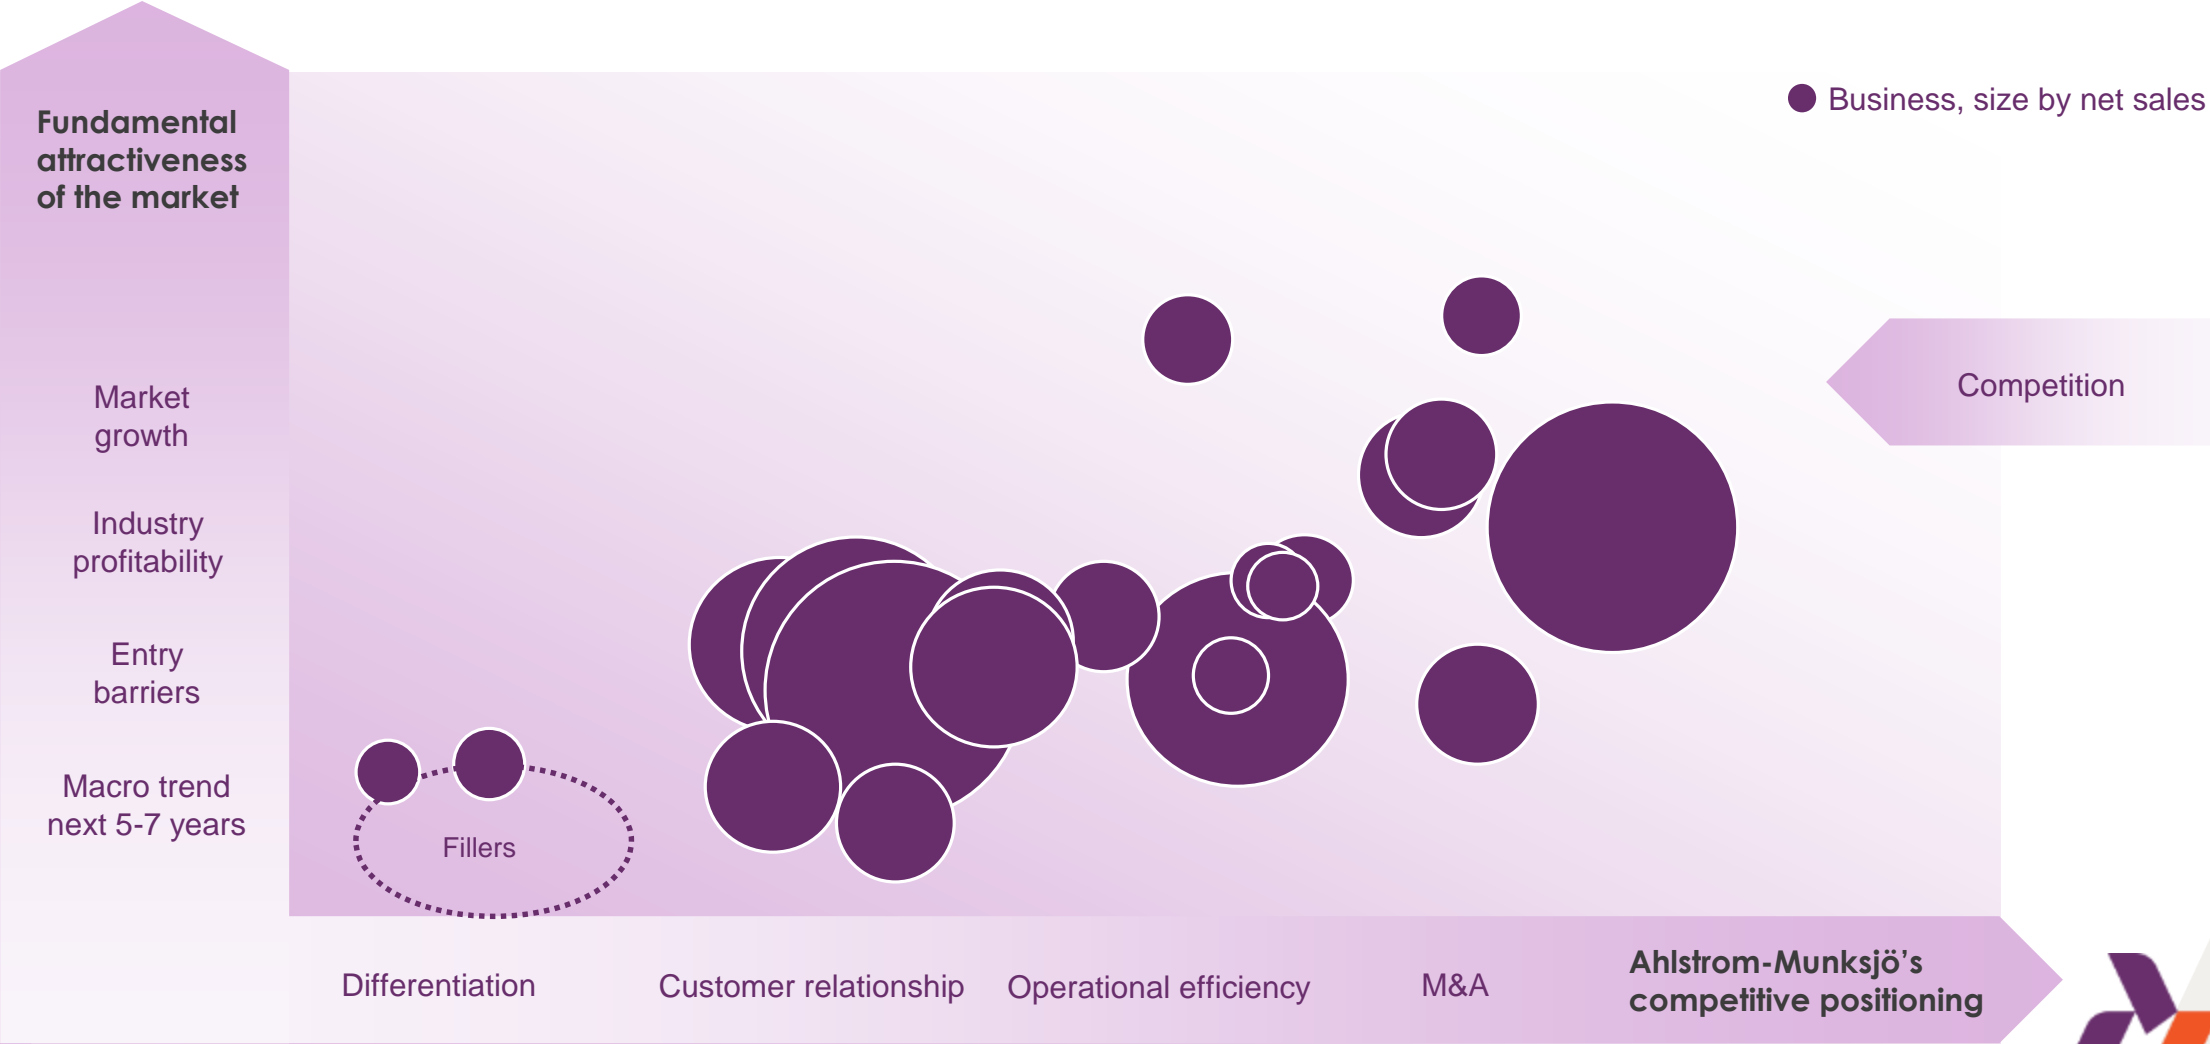 Fundamental
attractiveness
of the market
Business, size by net sales
Market
growth
Competition
Industry
profitability
Entry
barriers
Macro trend
next 5-7 years
Fillers
Differentiation
Customer relationship
Operational efficiency
M&A
Ahlstrom-Munksjö’s
competitive positioning